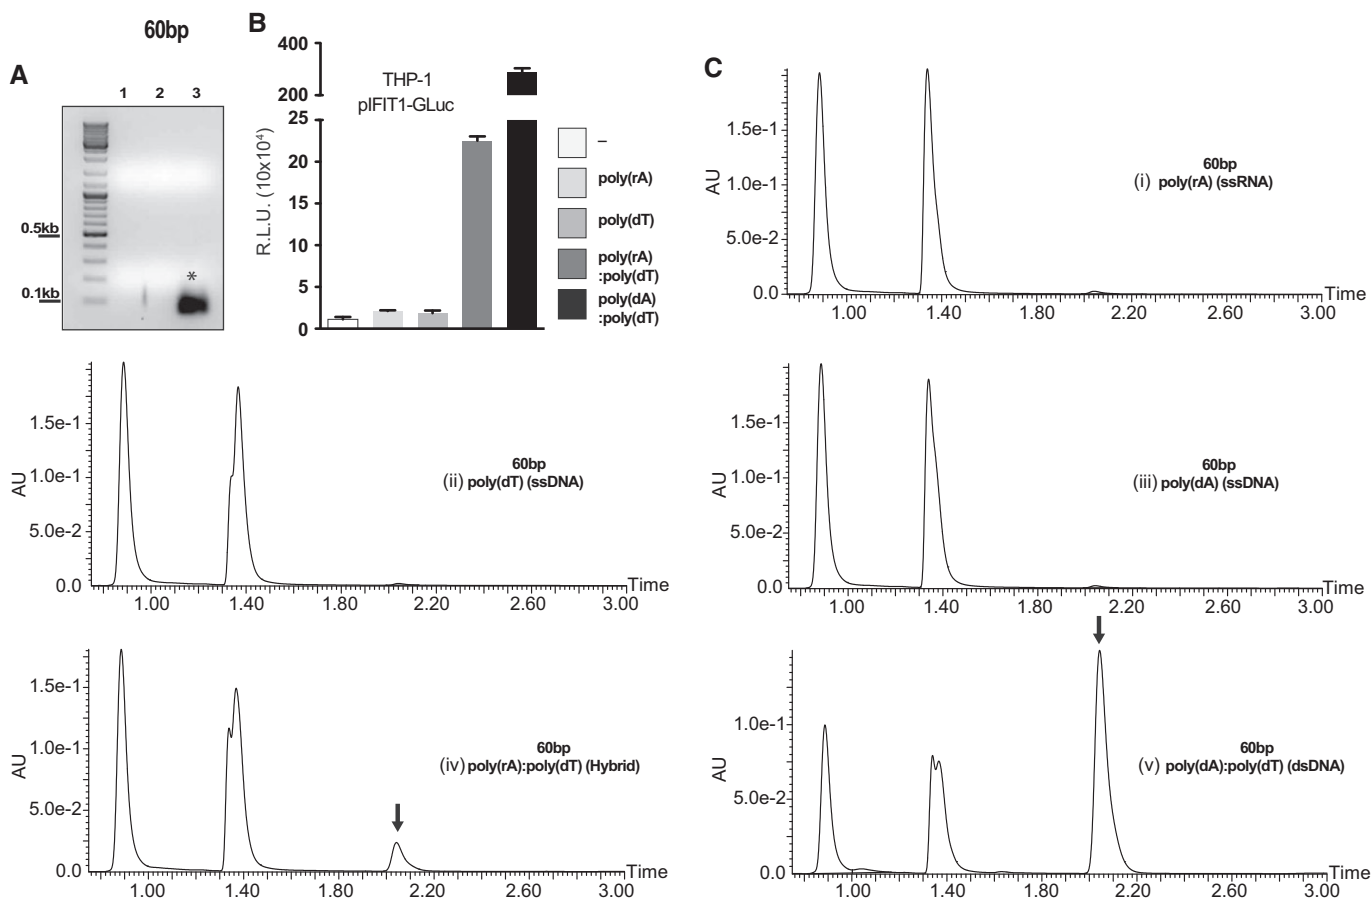 60bp
A
1 2 3
0.5kb
0.1kb
*
B
THP-1
pIFIT1-GLuc
R.L.U. (10x10⁴)
400
200
25
20
15
10
5
0
–
poly(rA)
poly(dT)
poly(rA)
:poly(dT)
poly(dA)
:poly(dT)
C
AU
1.5e-1
1.0e-1
5.0e-2
0.0
60bp
(i) poly(rA) (ssRNA)
Time
1.00 1.40 1.80 2.20 2.60 3.00
AU
1.5e-1
1.0e-1
5.0e-2
0.0
60bp
(ii) poly(dT) (ssDNA)
Time
1.00 1.40 1.80 2.20 2.60 3.00
AU
1.5e-1
1.0e-1
5.0e-2
0.0
60bp
(iii) poly(dA) (ssDNA)
Time
1.00 1.40 1.80 2.20 2.60 3.00
AU
1.5e-1
1.0e-1
5.0e-2
0.0
60bp
(iv) poly(rA):poly(dT) (Hybrid)
Time
1.00 1.40 1.80 2.20 2.60 3.00
AU
1.0e-1
5.0e-2
0.0
60bp
(v) poly(dA):poly(dT) (dsDNA)
Time
1.00 1.40 1.80 2.20 2.60 3.00